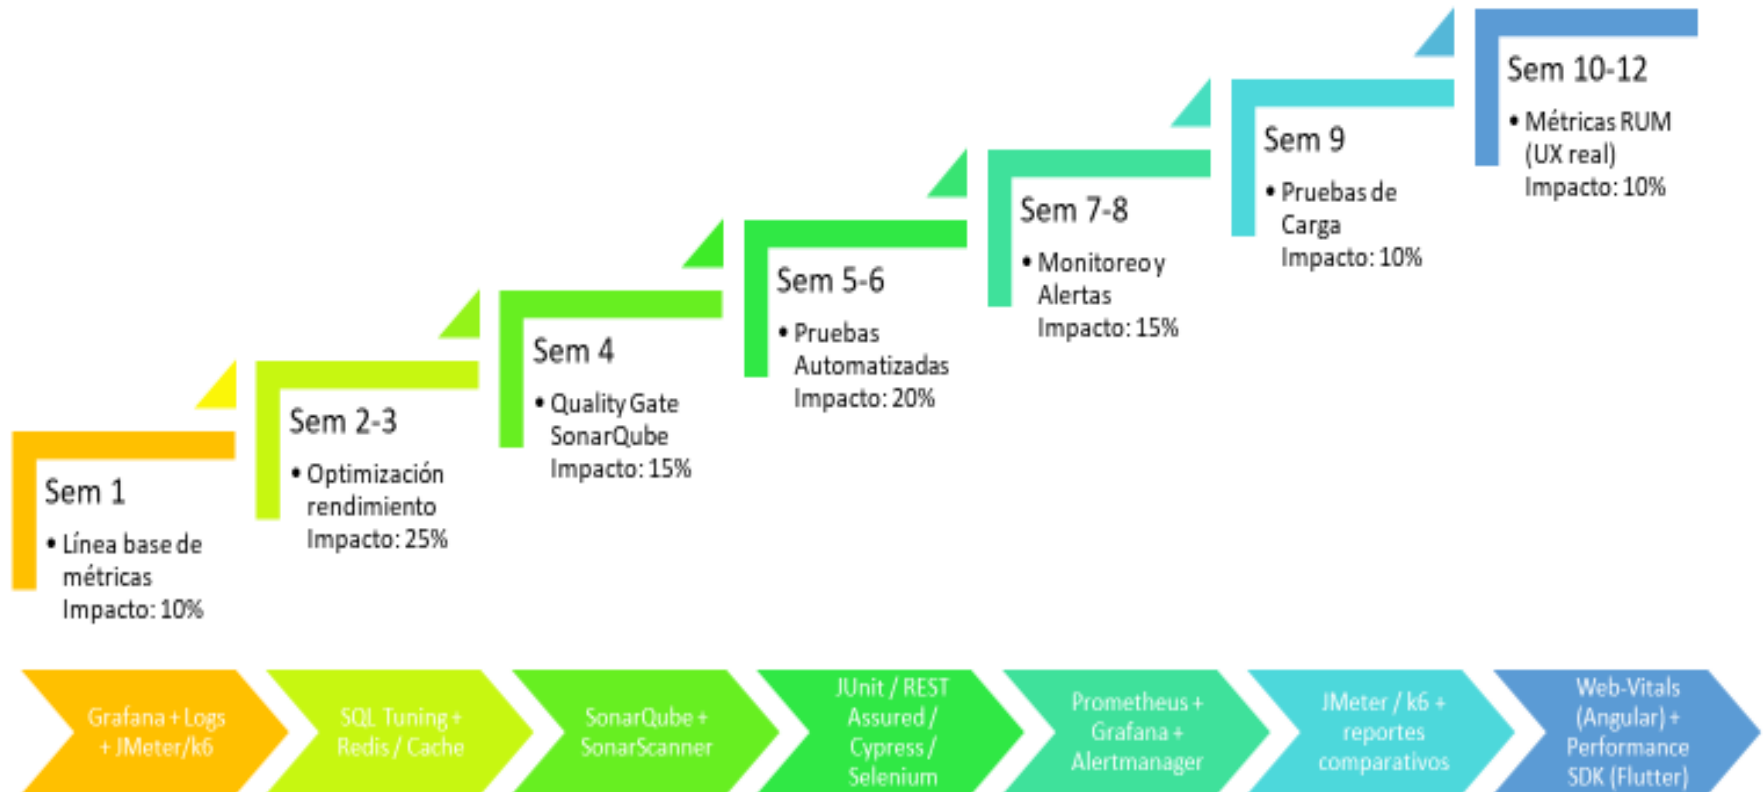 Sem 1
• Línea base de
métricas
Impacto: 10%
Sem 2-3
• Optimización
rendimiento
Impacto: 25%
Sem 4
• Quality Gate
SonarQube
Impacto: 15%
Sem 5-6
• Pruebas
Automatizadas
Impacto: 20%
Sem 7-8
• Monitoreo y
Alertas
Impacto: 15%
Sem 9
• Pruebas de
Carga
Impacto: 10%
Sem 10-12
• Métricas RUM
(UX real)
Impacto: 10%
Grafana + Logs
+ JMeter/k6
SQL Tuning +
Redis / Cache
SonarQube +
SonarScanner
JUnit / REST
Assured /
Cypress /
Selenium
Prometheus +
Grafana +
Alertmanager
JMeter / k6 +
reportes
comparativos
Web-Vitals
(Angular) +
Performance
SDK (Flutter)